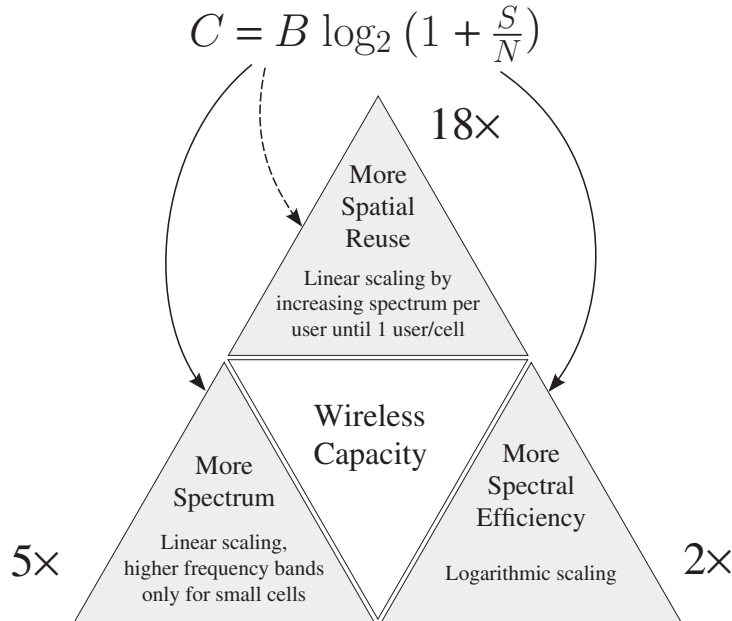 C = B log₂ (1 + S/N)
18×
More
Spatial
Reuse
Linear scaling by
increasing spectrum per
user until 1 user/cell
Wireless
Capacity
More
Spectrum
Linear scaling,
higher frequency bands
only for small cells
5×
More
Spectral
Efficiency
Logarithmic scaling
2×